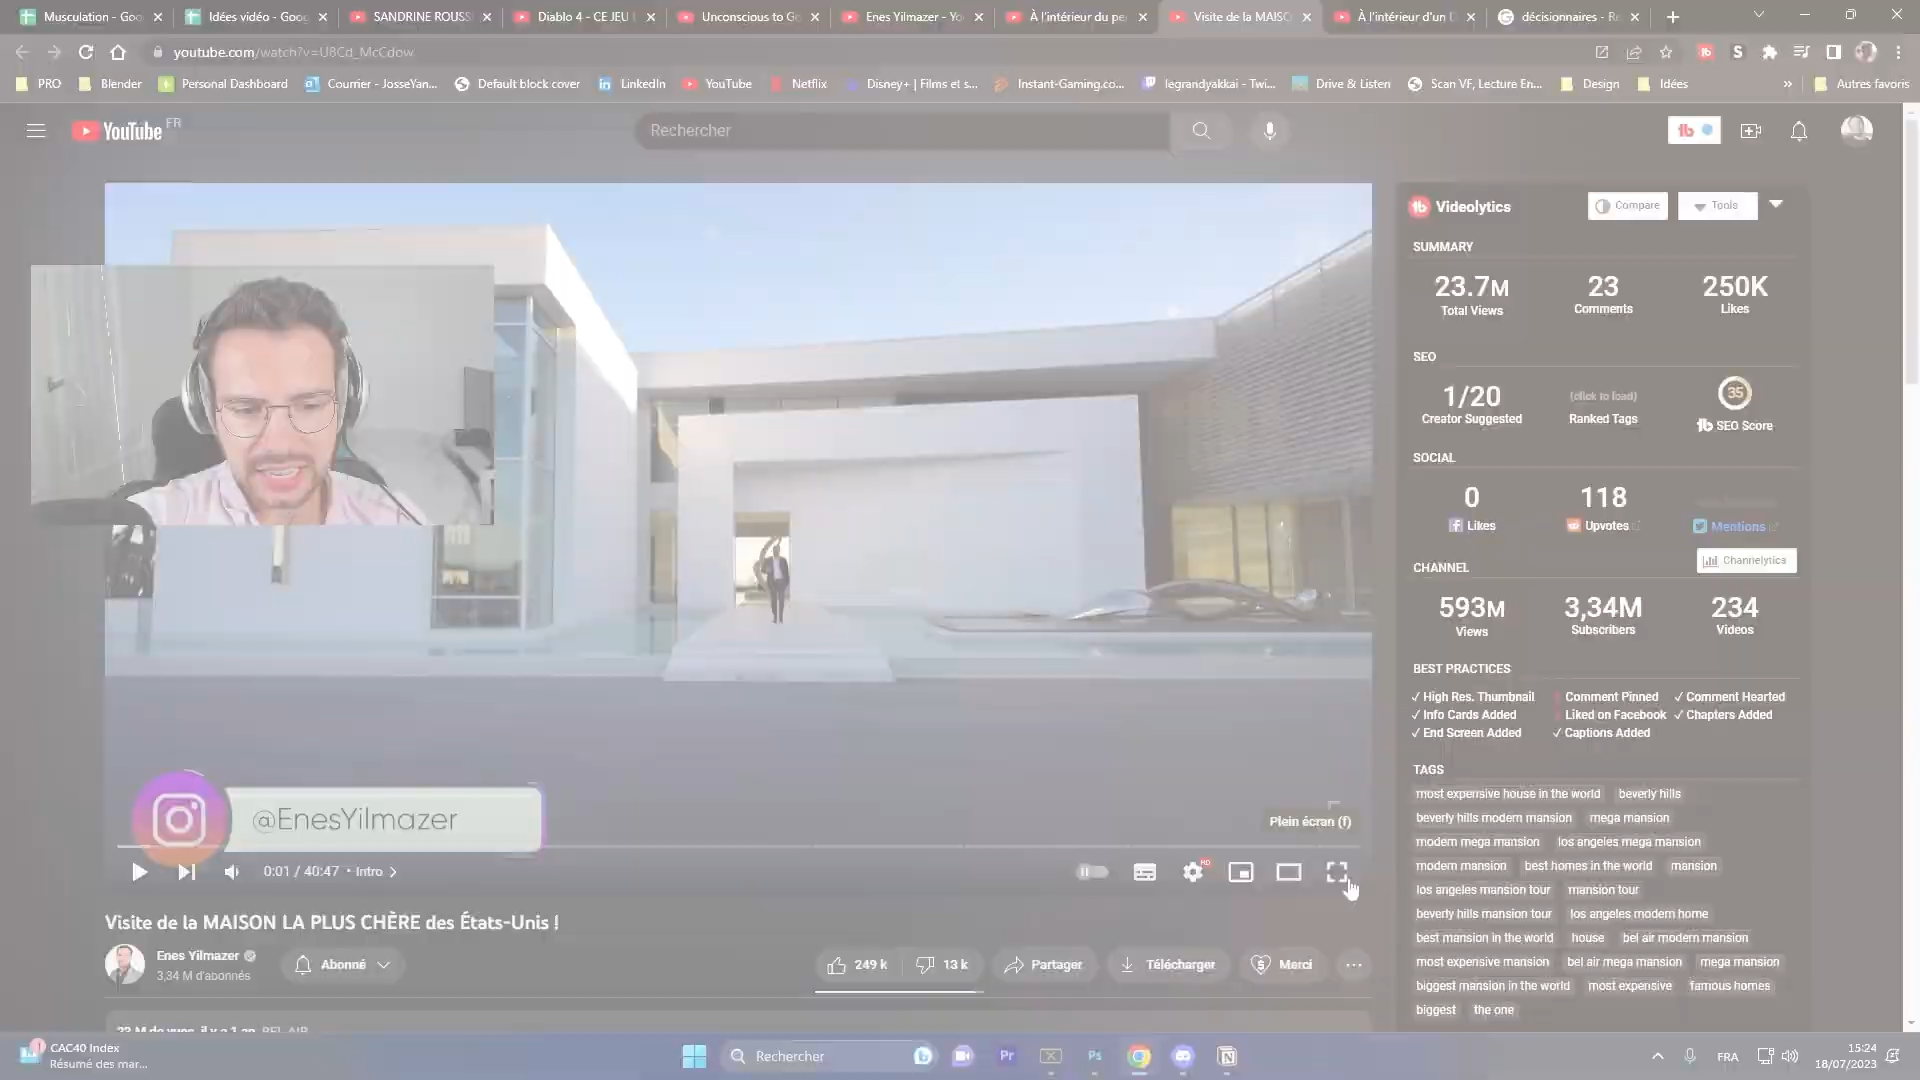 Musculation - Goo
Idées vidéo - Goog
SANDRINE ROUSS
Diablo 4 - CE JEU
Unconscious to G
Enes Yilmazer - Yo
À l'intérieur du pe
Visite de la MAISO
À l'intérieur d'un D
décisionnaires - Re
youtube.com/watch?v=U8Cd_McCdow
PRO
Blender
Personal Dashboard
Courrier - JosseYan...
Default block cover
LinkedIn
YouTube
Netflix
Disney+ | Films et s...
Instant-Gaming.co...
legrandyakkai - Twi...
Drive & Listen
Scan VF, Lecture En...
Design
Idées
Autres favoris
YouTube FR
Rechercher
Videolytics
Compare
Tools
SUMMARY
23.7M 23 250K
Total Views Comments Likes
SEO
1/20 (click to load) 35
Creator Suggested Ranked Tags SEO Score
SOCIAL
0 118
Likes Upvotes Mentions
CHANNEL
Channelytics
593M 3,34M 234
Views Subscribers Videos
BEST PRACTICES
✓ High Res. Thumbnail Comment Pinned ✓ Comment Hearted
✓ Info Cards Added Liked on Facebook ✓ Chapters Added
✓ End Screen Added ✓ Captions Added
TAGS
most expensive house in the world beverly hills
beverly hills modern mansion mega mansion
modern mega mansion los angeles mega mansion
modern mansion best homes in the world mansion
los angeles mansion tour mansion tour
beverly hills mansion tour los angeles modern home
best mansion in the world house bel air modern mansion
most expensive mansion bel air mega mansion mega mansion
biggest mansion in the world most expensive famous homes
biggest the one
@EnesYilmazer
Plein écran (f)
0:01 / 40:47 • Intro
HD
Visite de la MAISON LA PLUS CHÈRE des États-Unis !
Enes Yilmazer
3,34 M d'abonnés
Abonné
249 k
13 k
Partager
Télécharger
Merci
23 M de vues il y a 1 an BEL-AIR
CAC40 Index
Résumé des mar...
Rechercher
Pr
Ps
FRA
15:24
18/07/2023